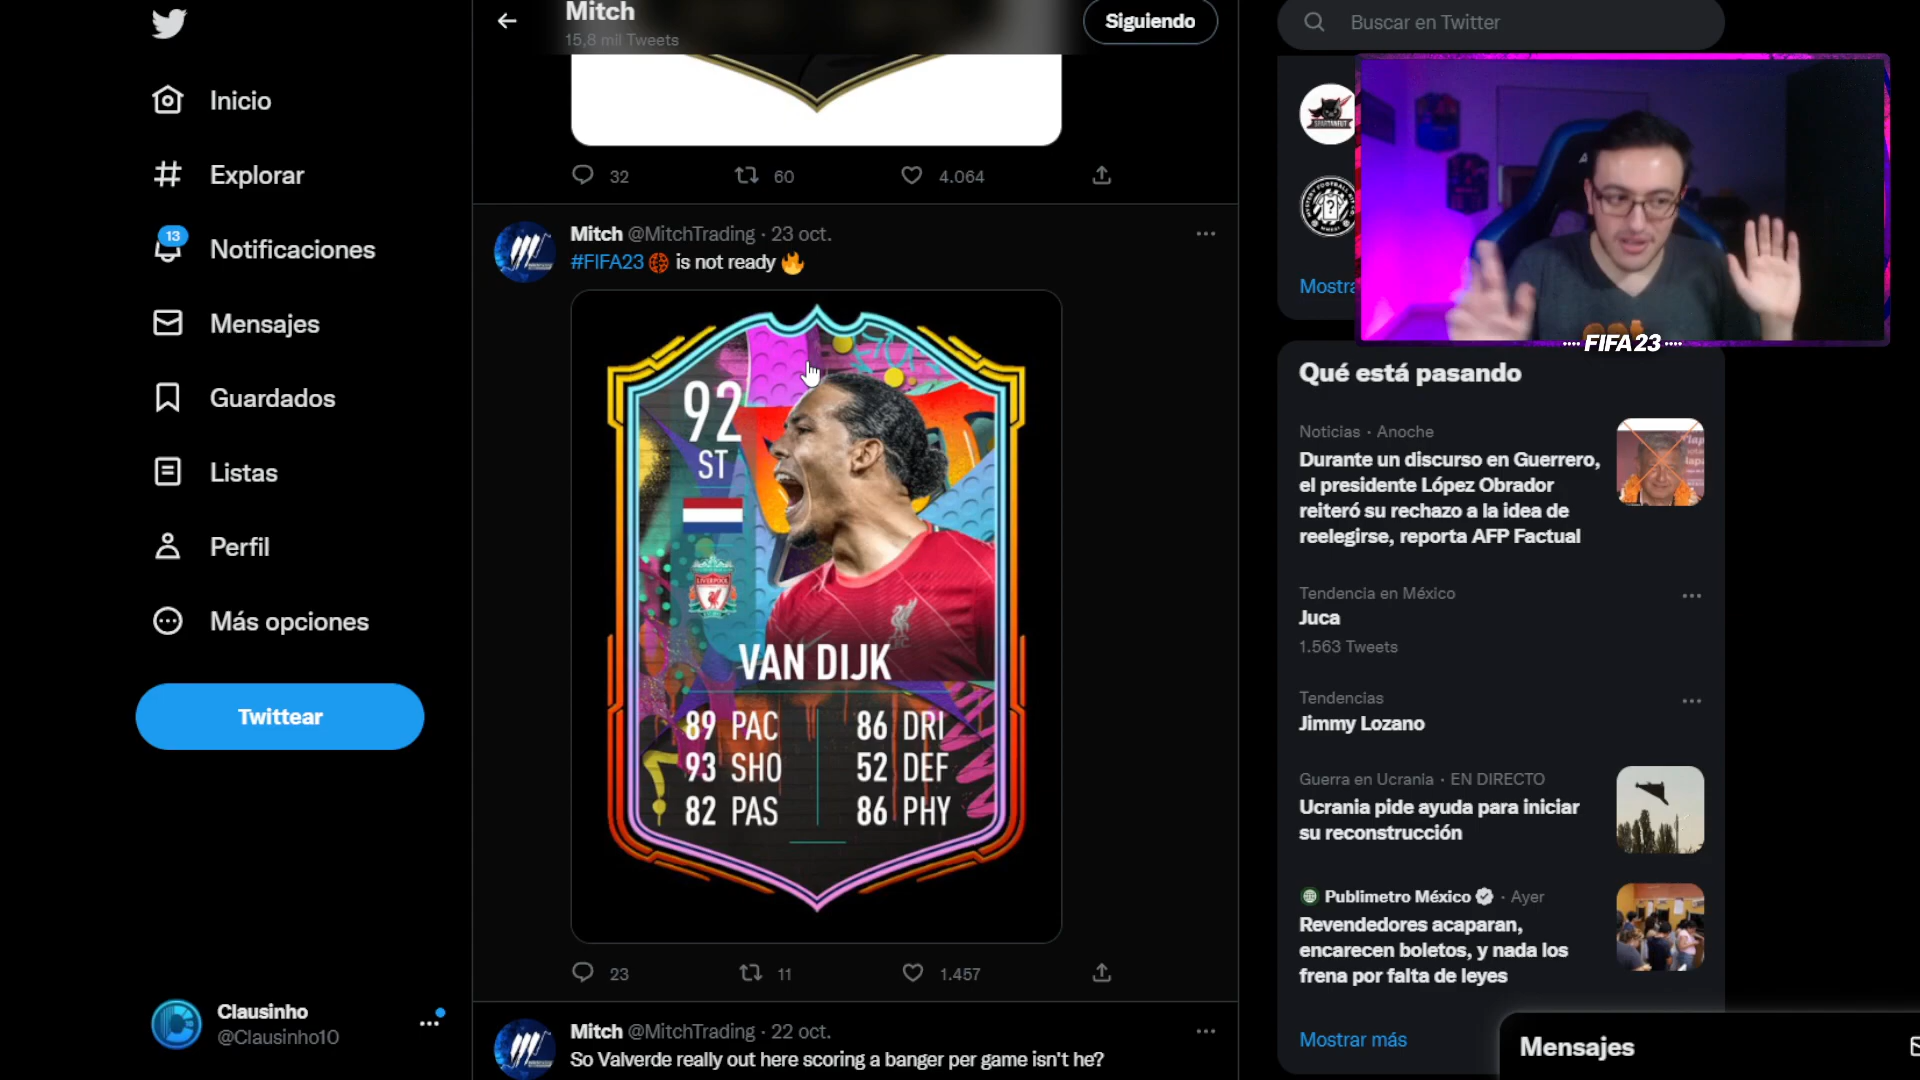 Inicio
Explorar
13
Notificaciones
Mensajes
Guardados
Listas
Perfil
Más opciones
Twittear
Clausinho
@Clausinho10
Mitch
15,8 mil Tweets
Siguiendo
32 60 4.064
Mitch @MitchTrading · 23 oct.
#FIFA23 is not ready
92
ST
VAN DIJK
89 PAC 86 DRI
93 SHO 52 DEF
82 PAS 86 PHY
23 11 1.457
Mitch @MitchTrading · 22 oct.
So Valverde really out here scoring a banger per game isn't he?
Buscar en Twitter
Mostra
FIFA 23
Qué está pasando
Noticias · Anoche
Durante un discurso en Guerrero,
el presidente López Obrador
reiteró su rechazo a la idea de
reelegirse, reporta AFP Factual
Tendencia en México
Juca
1.563 Tweets
Tendencias
Jimmy Lozano
Guerra en Ucrania · EN DIRECTO
Ucrania pide ayuda para iniciar
su reconstrucción
Publimetro México · Ayer
Revendedores acaparan,
encarecen boletos, y nada los
frena por falta de leyes
Mostrar más
Mensajes